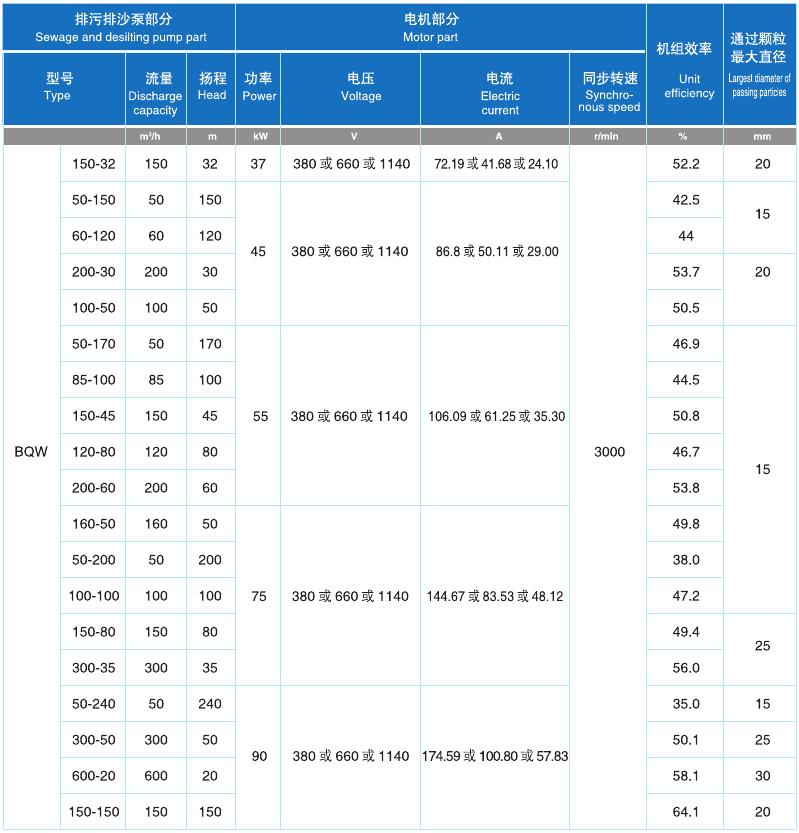 排污排沙泵部分 电机部分 机组效率 通过颗粒
Sewage and desilting pump part Motor part 最大直径
型号 流量 扬程 功率 电压 电流 同步转速 Unit Largest diameter of
Type Discharge Head Power Voltage Electric Synchro- efficiency passing particles
capacity current nous speed
m³/h m kW V A r/mIn % mm
150-32 150 32 37 380 或 660 或 1140 72.19 或 41.68 或 24.10 52.2 20
50-150 50 150 42.5
15
60-120 60 120 44
45 380 或 660 或 1140 86.8 或 50.11 或 29.00
200-30 200 30 53.7 20
100-50 100 50 50.5
50-170 50 170 46.9
85-100 85 100 44.5
150-45 150 45 55 380 或 660 或 1140 106.09 或 61.25 或 35.30 50.8
BQW 120-80 120 80 3000 46.7
15
200-60 200 60 53.8
160-50 160 50 49.8
50-200 50 200 38.0
100-100 100 100 75 380 或 660 或 1140 144.67 或 83.53 或 48.12 47.2
150-80 150 80 49.4
25
300-35 300 35 56.0
50-240 50 240 35.0 15
300-50 300 50 50.1 25
90 380 或 660 或 1140 174.59 或 100.80 或 57.83
600-20 600 20 58.1 30
150-150 150 150 64.1 20